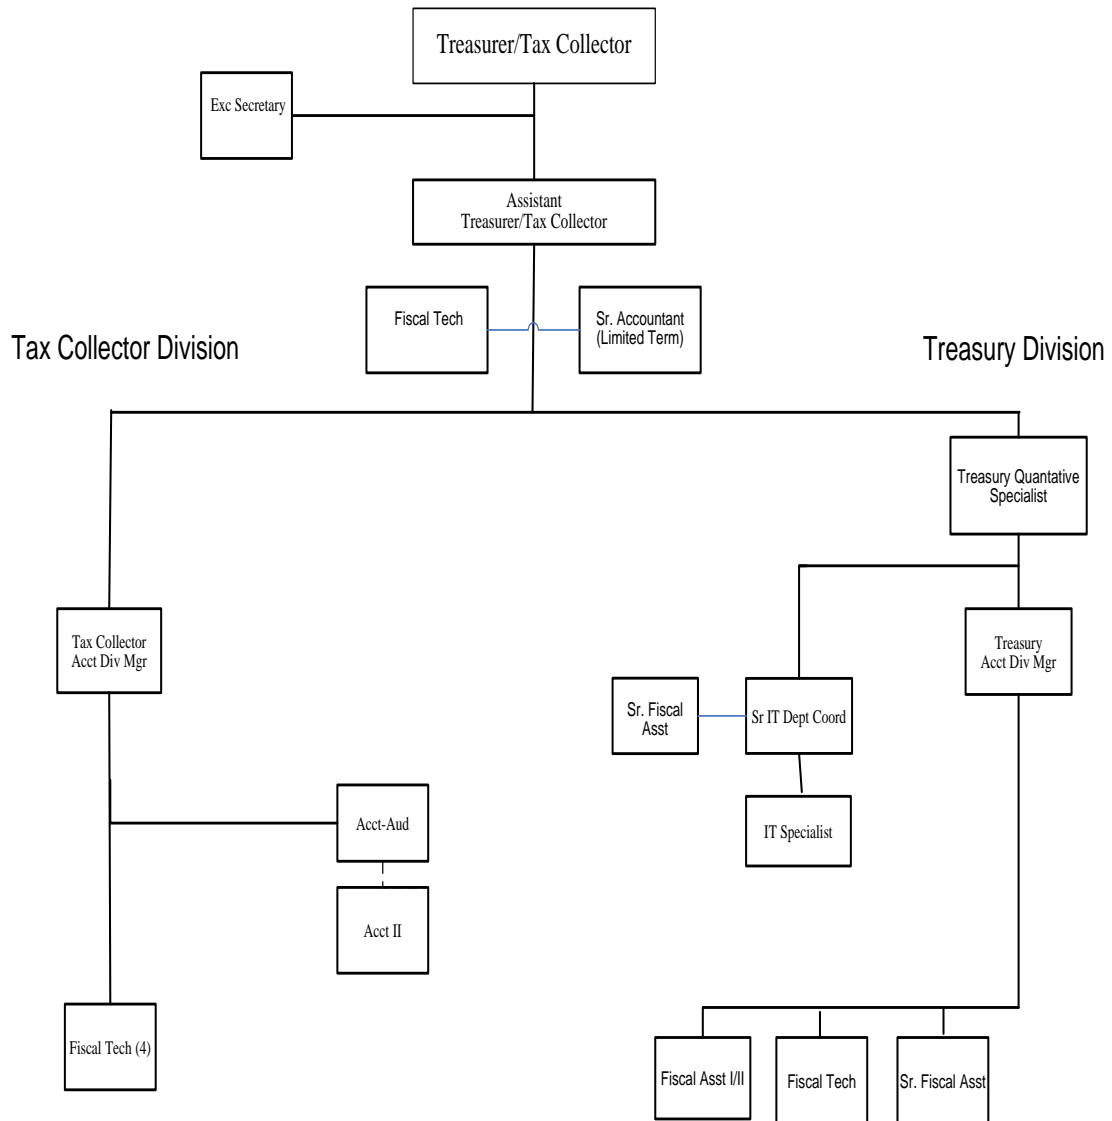 Treasurer/Tax Collector
Exc Secretary
Assistant
Treasurer/Tax Collector
Fiscal Tech
Sr. Accountant
(Limited Term)
Tax Collector Division
Treasury Division
Treasury Quantative
Specialist
Tax Collector
Acct Div Mgr
Treasury
Acct Div Mgr
Sr. Fiscal
Asst
Sr IT Dept Coord
IT Specialist
Acct-Aud
Acct II
Fiscal Tech (4)
Fiscal Asst I/II
Fiscal Tech
Sr. Fiscal Asst